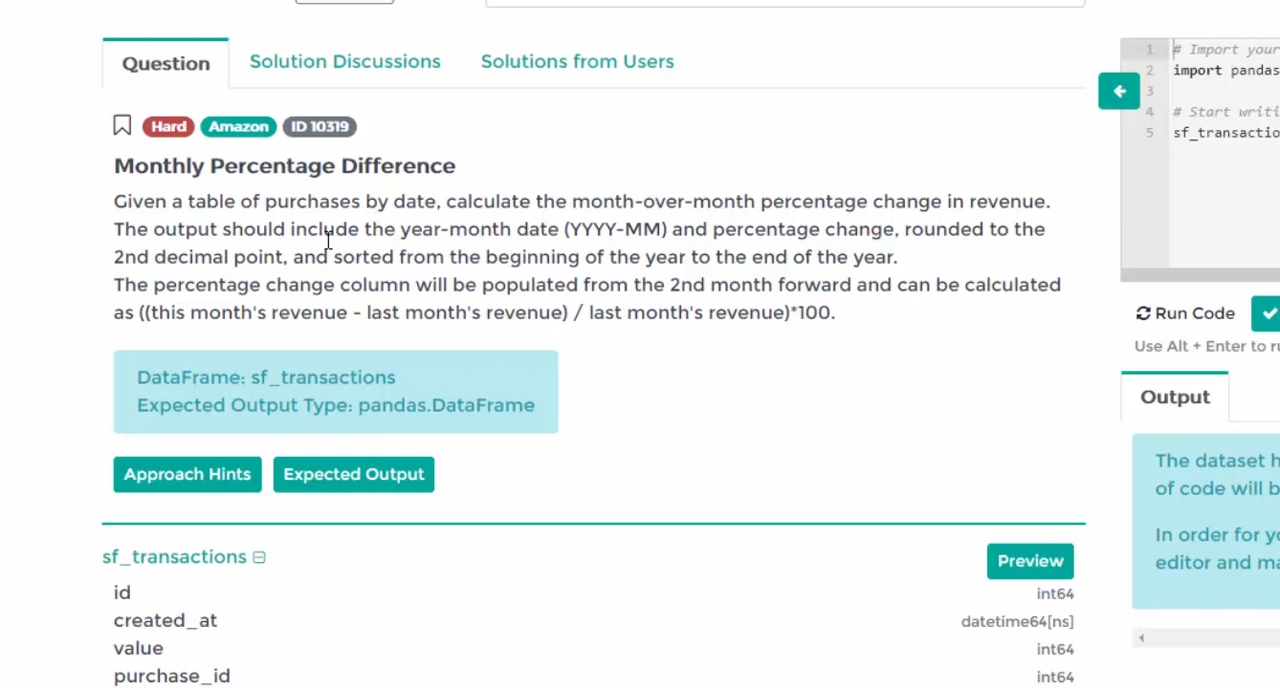 Question
Solution Discussions
Solutions from Users
Hard
Amazon
ID 10319
Monthly Percentage Difference
Given a table of purchases by date, calculate the month-over-month percentage change in revenue.
The output should include the year-month date (YYYY-MM) and percentage change, rounded to the
2nd decimal point, and sorted from the beginning of the year to the end of the year.
The percentage change column will be populated from the 2nd month forward and can be calculated
as ((this month's revenue - last month's revenue) / last month's revenue)*100.
DataFrame: sf_transactions
Expected Output Type: pandas.DataFrame
Approach Hints
Expected Output
sf_transactions
Preview
id int64
created_at datetime64[ns]
value int64
purchase_id int64
1 # Import your
2 import pandas
3
4 # Start writi
5 sf_transactio
Run Code
Use Alt + Enter to ru
Output
The dataset h
of code will b
In order for yo
editor and ma